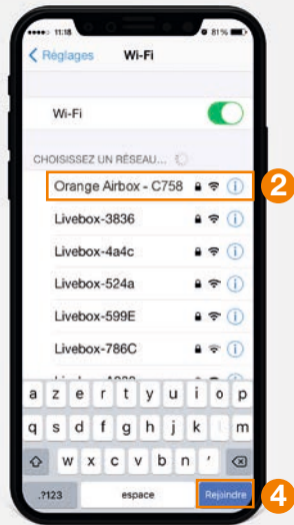 11:18 81%
Réglages Wi-Fi
Wi-Fi
CHOISISSEZ UN RÉSEAU...
Orange Airbox - C758
2
Livebox-3836
Livebox-4a4c
Livebox-524a
Livebox-599E
Livebox-786C
a z e r t y u i o p
q s d f g h j k m
w x c v b n '
.?123 espace Rejoindre
4